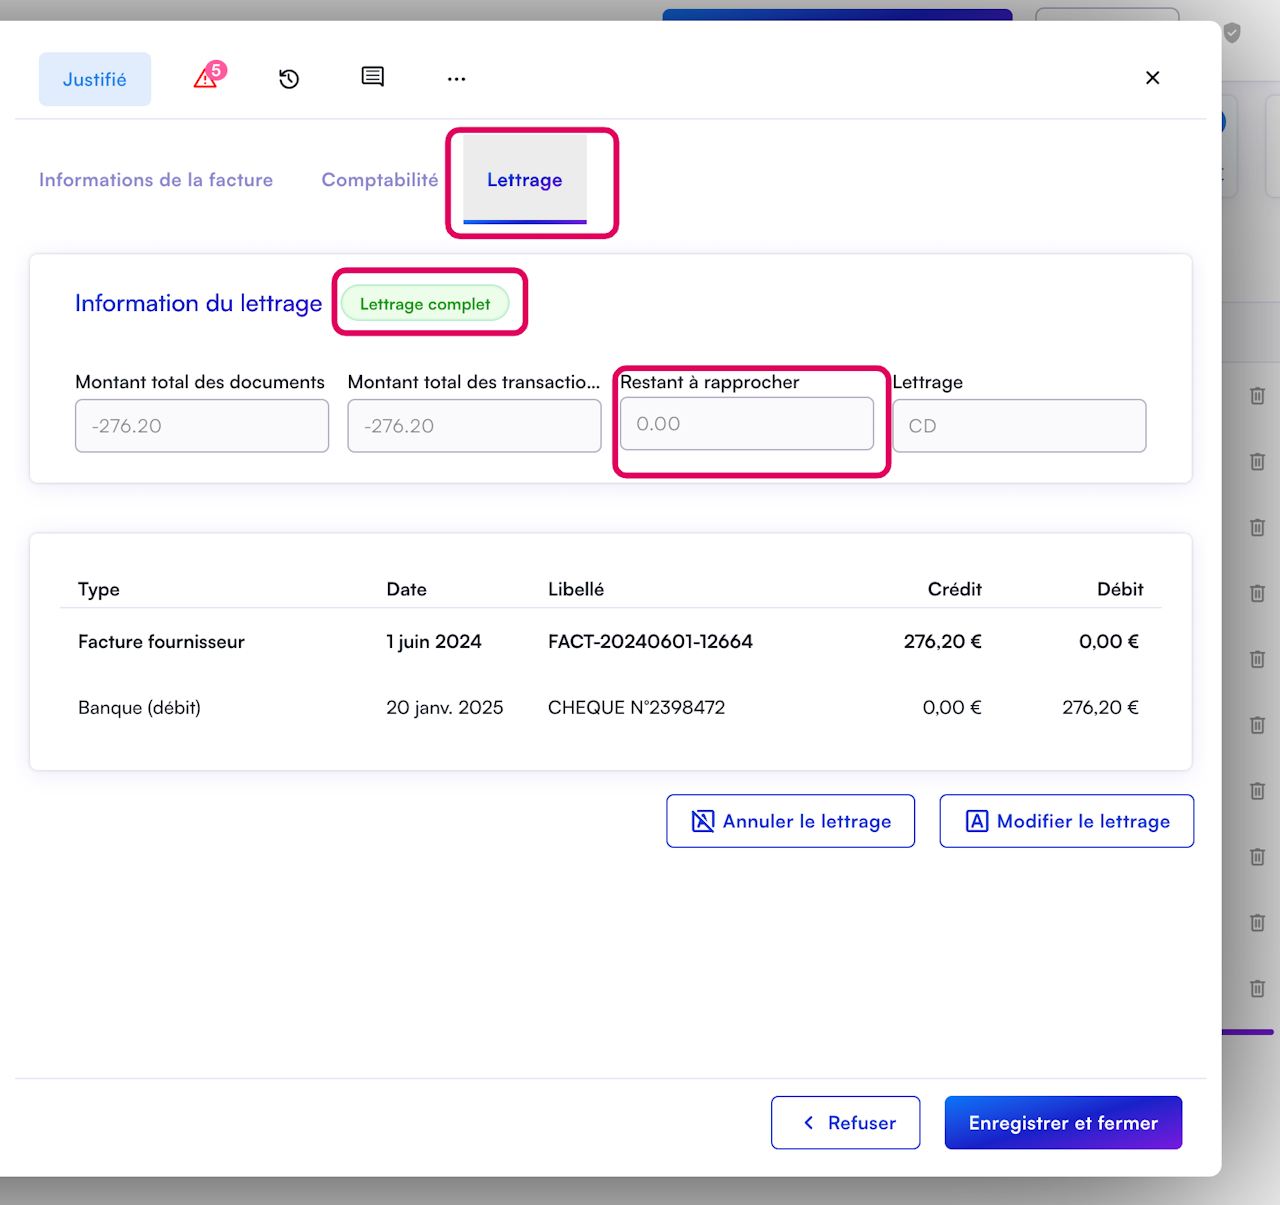 Justifié
5
...
Informations de la facture Comptabilité Lettrage
Information du lettrage Lettrage complet
Montant total des documents Montant total des transactio... Restant à rapprocher Lettrage
-276.20 -276.20 0.00 CD
Type Date Libellé Crédit Débit
Facture fournisseur 1 juin 2024 FACT-20240601-12664 276,20 € 0,00 €
Banque (débit) 20 janv. 2025 CHEQUE N°2398472 0,00 € 276,20 €
Annuler le lettrage A Modifier le lettrage
Refuser Enregistrer et fermer